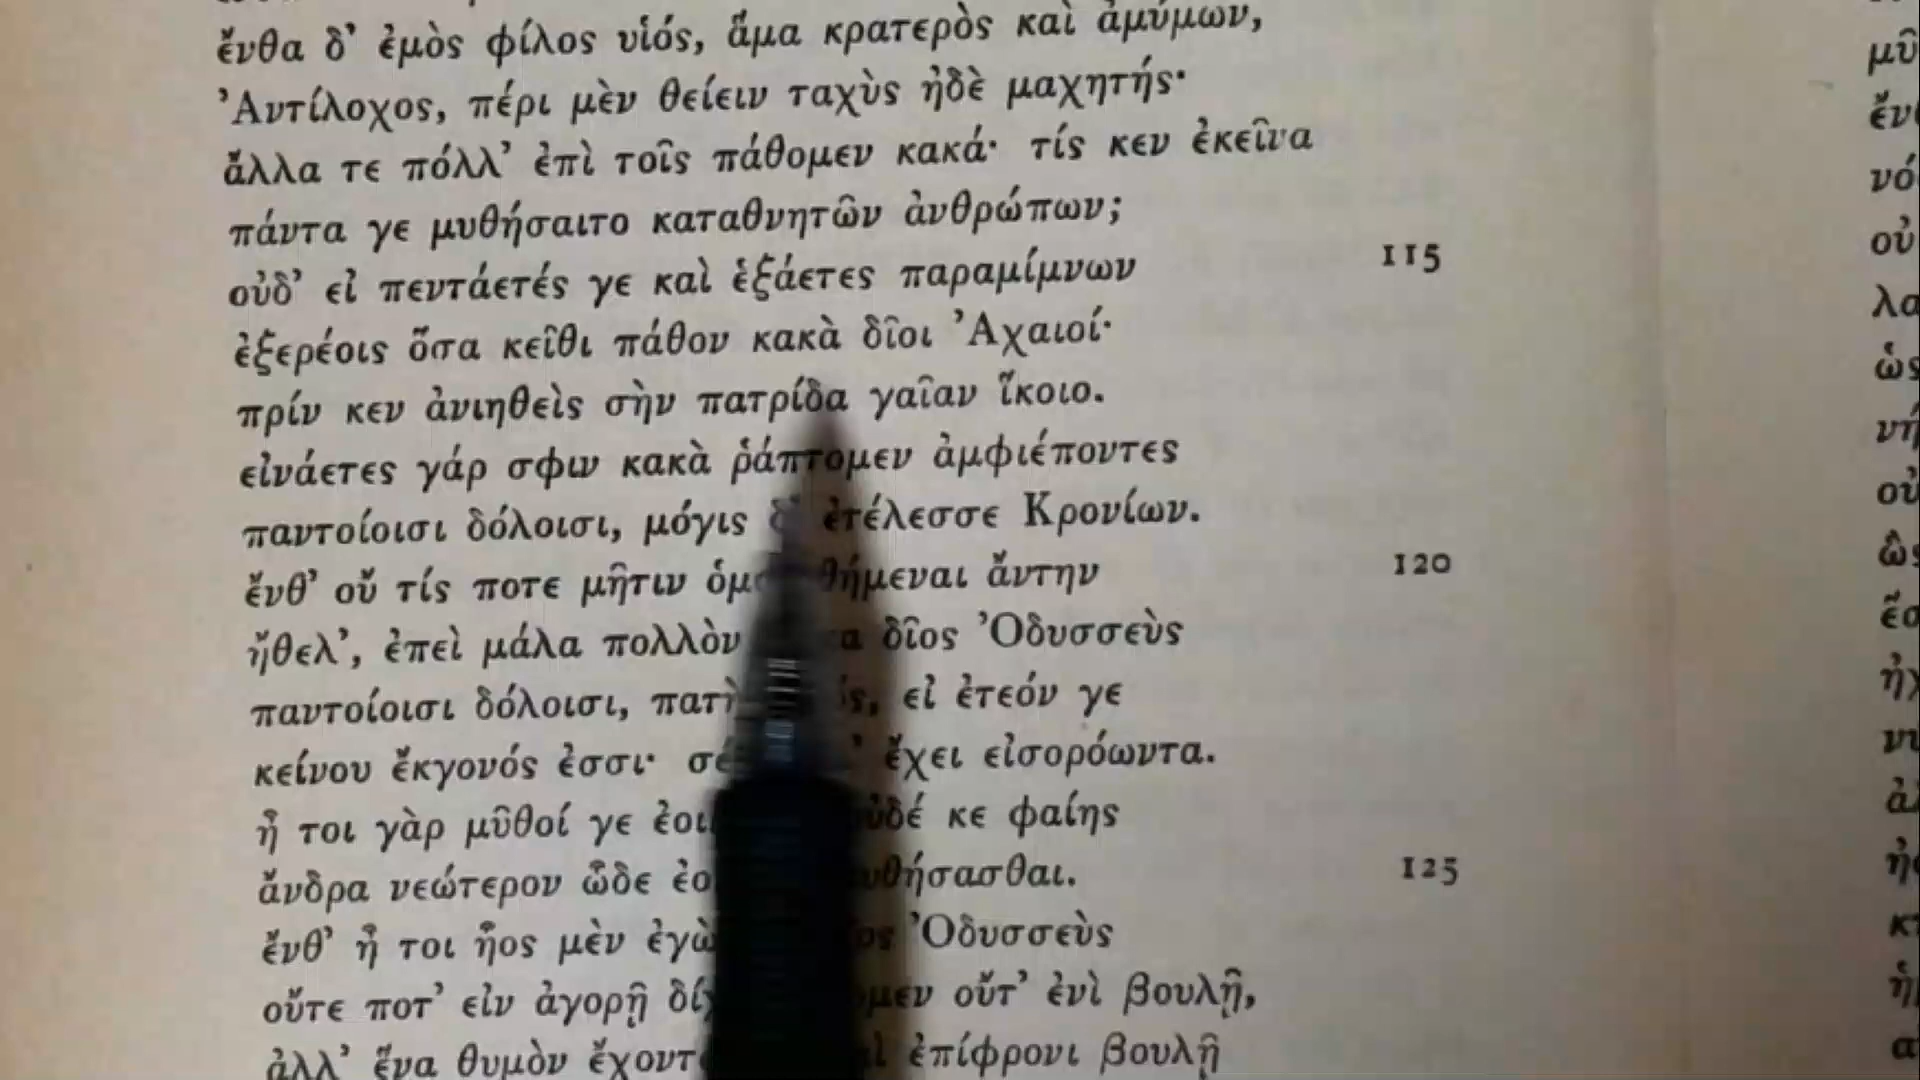 ἔνθα δ’ ἐμὸς φίλος υἱός, ἅμα κρατερὸς καὶ ἀμύμων,
Ἀντίλοχος, πέρι μὲν θείειν ταχὺς ἠδὲ μαχητής·
ἄλλα τε πόλλ’ ἐπὶ τοῖς πάθομεν κακά· τίς κεν ἐκεῖνα
πάντα γε μυθήσαιτο καταθνητῶν ἀνθρώπων;
οὐδ’ εἰ πεντάετές γε καὶ ἑξάετες παραμίμνων 115
ἐξερέοις ὅσα κεῖθι πάθον κακὰ δῖοι Ἀχαιοί·
πρίν κεν ἀνιηθεὶς σὴν πατρίδα γαῖαν ἵκοιο.
εἰνάετες γάρ σφιν κακὰ ῥάπτομεν ἀμφιέποντες
παντοίοισι δόλοισι, μόγις δ’ ἐτέλεσσε Κρονίων.
ἔνθ’ οὔ τίς ποτε μῆτιν ἄντην 120
ἤθελ’, ἐπεὶ μάλα πολλὸν δῖος Ὀδυσσεὺς
παντοίοισι δόλοισι, εἰ ἐτεόν γε
κείνου ἔκγονός ἐσσι· ἔχει εἰσορόωντα.
ἦ τοι γὰρ μῦθοί γε κε φαίης
ἄνδρα νεώτερον ὧδε 125
ἔνθ’ ἦ τοι ἧος μὲν ἐγὼ Ὀδυσσεὺς
οὔτε ποτ’ εἰν ἀγορῇ οὔτ’ ἐνὶ βουλῇ,
ἀλλ’ ἕνα θυμὸν ἐπίφρονι βουλῇ